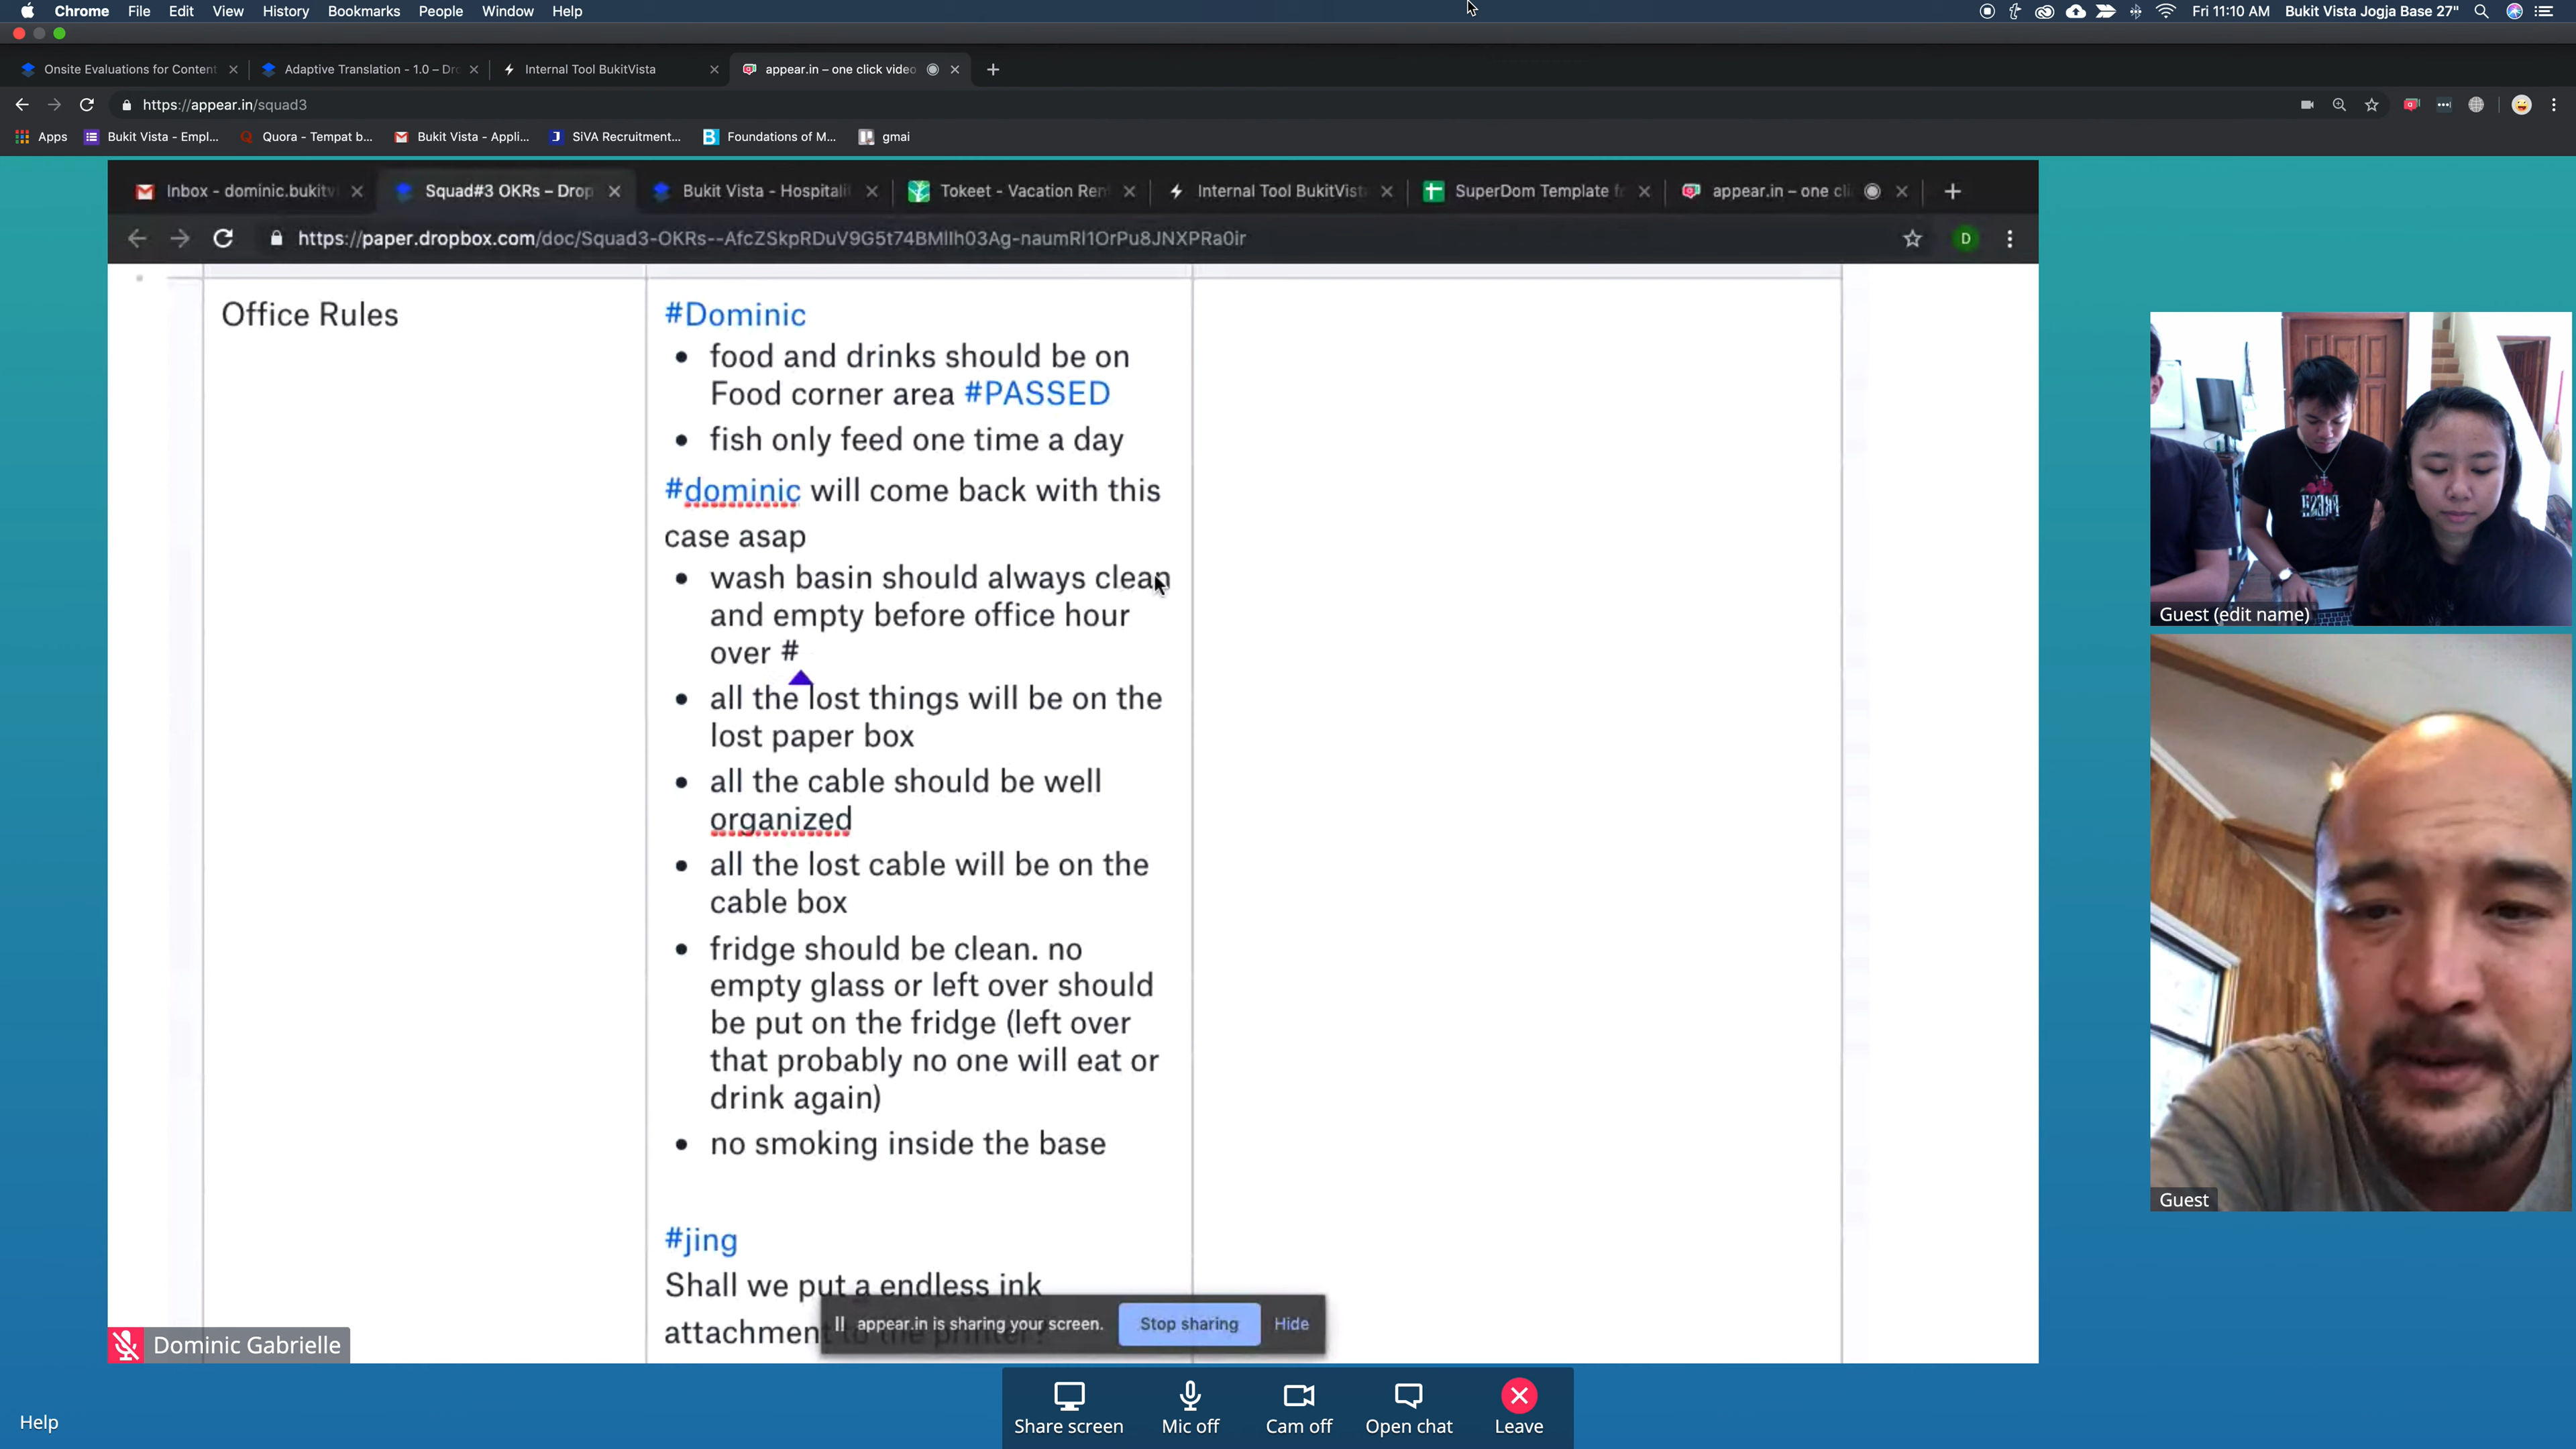 Chrome File Edit View History Bookmarks People Window Help
Fri 11:10 AM Bukit Vista Jogja Base 27"
Onsite Evaluations for Content
Adaptive Translation - 1.0 – Dro
Internal Tool BukitVista
appear.in – one click video
https://appear.in/squad3
Apps
Bukit Vista - Empl...
Quora - Tempat b...
Bukit Vista - Appli...
SiVA Recruitment...
Foundations of M...
gmai
Inbox - dominic.bukitv
Squad#3 OKRs – Drop
Bukit Vista - Hospitali
Tokeet - Vacation Ren
Internal Tool BukitVist
SuperDom Template f
appear.in – one cli
https://paper.dropbox.com/doc/Squad3-OKRs--AfcZSkpRDuV9G5t74BMlIh03Ag-naumRl1OrPu8JNXPRa0ir
D
Office Rules
#Dominic
• food and drinks should be on
Food corner area #PASSED
• fish only feed one time a day
#dominic will come back with this
case asap
• wash basin should always clean
and empty before office hour
over #
• all the lost things will be on the
lost paper box
• all the cable should be well
organized
• all the lost cable will be on the
cable box
• fridge should be clean. no
empty glass or left over should
be put on the fridge (left over
that probably no one will eat or
drink again)
• no smoking inside the base
#jing
Shall we put a endless ink
attachment to the printer?
appear.in is sharing your screen.
Stop sharing
Hide
Dominic Gabrielle
FRESH
Guest (edit name)
Guest
Help
Share screen
Mic off
Cam off
Open chat
Leave